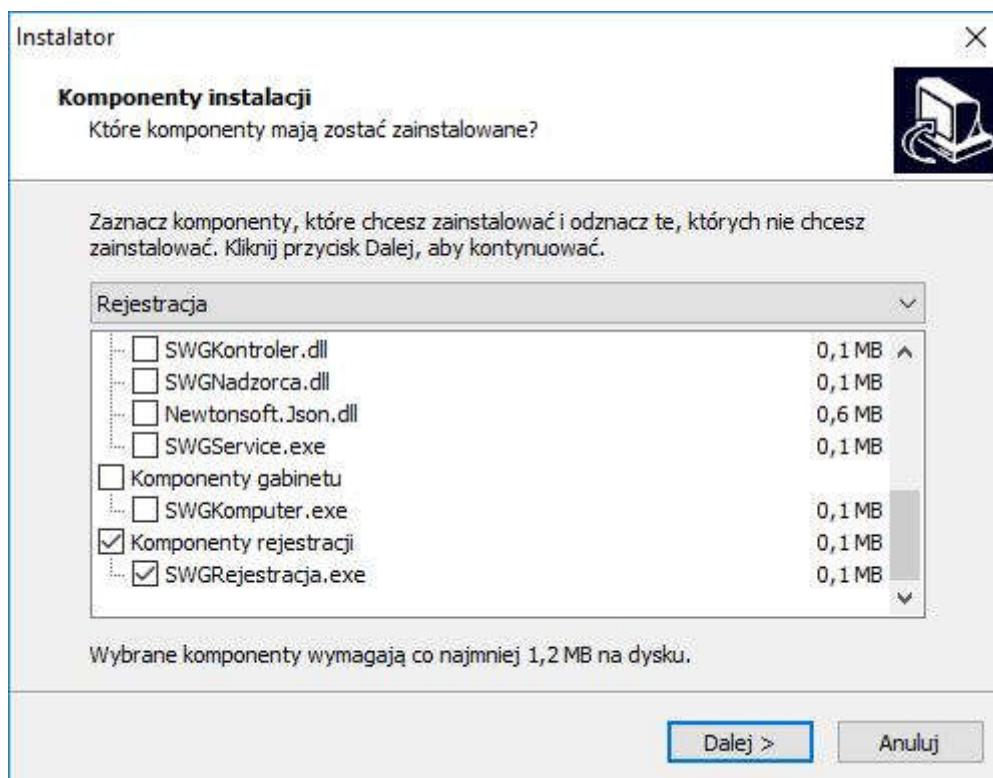 Instalator
Komponenty instalacji
Które komponenty mają zostać zainstalowane?
Zaznacz komponenty, które chcesz zainstalować i odznacz te, których nie chcesz
zainstalować. Kliknij przycisk Dalej, aby kontynuować.
Rejestracja
SWGKontroler.dll 0,1 MB
SWGNadzorca.dll 0,1 MB
Newtonsoft.Json.dll 0,6 MB
SWGService.exe 0,1 MB
Komponenty gabinetu
SWGKomputer.exe 0,1 MB
Komponenty rejestracji 0,1 MB
SWGRejestracja.exe 0,1 MB
Wybrane komponenty wymagają co najmniej 1,2 MB na dysku.
Dalej > Anuluj